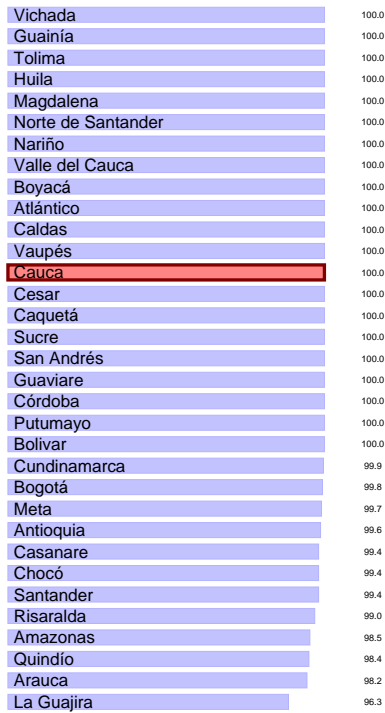 Vichada 100.0
Guainía 100.0
Tolima 100.0
Huila 100.0
Magdalena 100.0
Norte de Santander 100.0
Nariño 100.0
Valle del Cauca 100.0
Boyacá 100.0
Atlántico 100.0
Caldas 100.0
Vaupés 100.0
Cauca 100.0
Cesar 100.0
Caquetá 100.0
Sucre 100.0
San Andrés 100.0
Guaviare 100.0
Córdoba 100.0
Putumayo 100.0
Bolivar 100.0
Cundinamarca 99.9
Bogotá 99.8
Meta 99.7
Antioquia 99.6
Casanare 99.4
Chocó 99.4
Santander 99.4
Risaralda 99.0
Amazonas 98.5
Quindío 98.4
Arauca 98.2
La Guajira 96.3